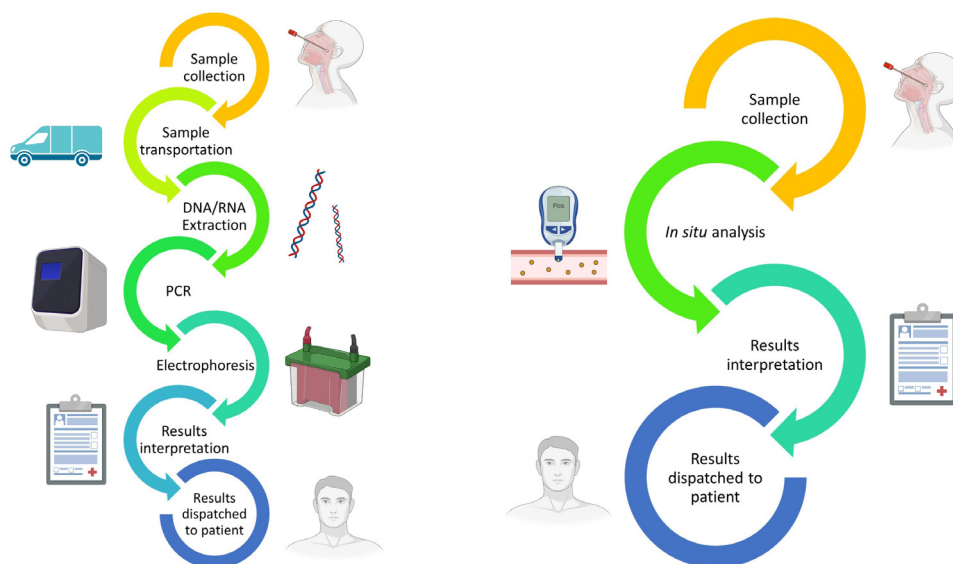 Sample
collection
Sample
transportation
DNA/RNA
Extraction
PCR
Electrophoresis
Results
interpretation
Results
dispatched
to patient
Sample
collection
Pos
In situ analysis
Results
interpretation
Results
dispatched to
patient